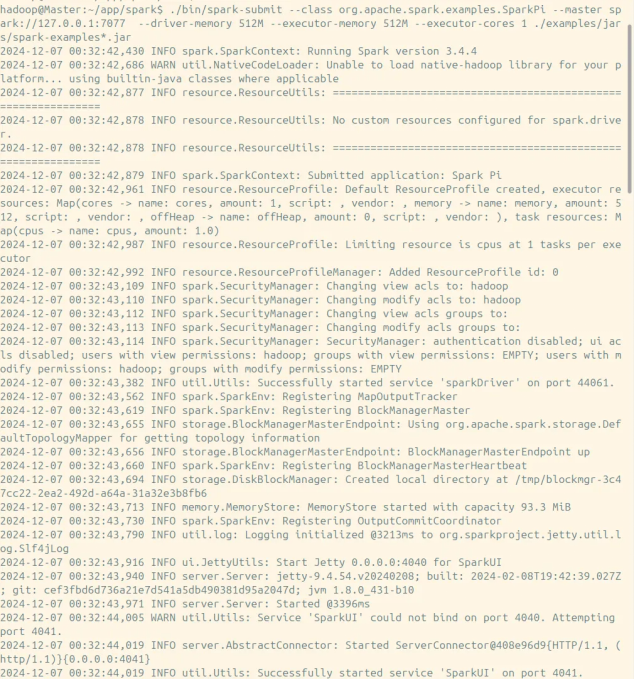 hadoop@Master:~/app/spark$ ./bin/spark-submit --class org.apache.spark.examples.SparkPi --master sp
ark://127.0.0.1:7077  --driver-memory 512M --executor-memory 512M --executor-cores 1 ./examples/jar
s/spark-examples*.jar
2024-12-07 00:32:42,430 INFO spark.SparkContext: Running Spark version 3.4.4
2024-12-07 00:32:42,686 WARN util.NativeCodeLoader: Unable to load native-hadoop library for your p
latform... using builtin-java classes where applicable
2024-12-07 00:32:42,877 INFO resource.ResourceUtils: ==============================================
================
2024-12-07 00:32:42,878 INFO resource.ResourceUtils: No custom resources configured for spark.drive
r.
2024-12-07 00:32:42,878 INFO resource.ResourceUtils: ==============================================
================
2024-12-07 00:32:42,879 INFO spark.SparkContext: Submitted application: Spark Pi
2024-12-07 00:32:42,961 INFO resource.ResourceProfile: Default ResourceProfile created, executor re
sources: Map(cores -> name: cores, amount: 1, script: , vendor: , memory -> name: memory, amount: 5
12, script: , vendor: , offHeap -> name: offHeap, amount: 0, script: , vendor: ), task resources: M
ap(cpus -> name: cpus, amount: 1.0)
2024-12-07 00:32:42,987 INFO resource.ResourceProfile: Limiting resource is cpus at 1 tasks per exe
cutor
2024-12-07 00:32:42,992 INFO resource.ResourceProfileManager: Added ResourceProfile id: 0
2024-12-07 00:32:43,109 INFO spark.SecurityManager: Changing view acls to: hadoop
2024-12-07 00:32:43,110 INFO spark.SecurityManager: Changing modify acls to: hadoop
2024-12-07 00:32:43,112 INFO spark.SecurityManager: Changing view acls groups to:
2024-12-07 00:32:43,113 INFO spark.SecurityManager: Changing modify acls groups to:
2024-12-07 00:32:43,114 INFO spark.SecurityManager: SecurityManager: authentication disabled; ui ac
ls disabled; users with view permissions: hadoop; groups with view permissions: EMPTY; users with m
odify permissions: hadoop; groups with modify permissions: EMPTY
2024-12-07 00:32:43,382 INFO util.Utils: Successfully started service 'sparkDriver' on port 44061.
2024-12-07 00:32:43,562 INFO spark.SparkEnv: Registering MapOutputTracker
2024-12-07 00:32:43,619 INFO spark.SparkEnv: Registering BlockManagerMaster
2024-12-07 00:32:43,655 INFO storage.BlockManagerMasterEndpoint: Using org.apache.spark.storage.Def
aultTopologyMapper for getting topology information
2024-12-07 00:32:43,656 INFO storage.BlockManagerMasterEndpoint: BlockManagerMasterEndpoint up
2024-12-07 00:32:43,660 INFO spark.SparkEnv: Registering BlockManagerMasterHeartbeat
2024-12-07 00:32:43,694 INFO storage.DiskBlockManager: Created local directory at /tmp/blockmgr-3c4
7cc22-2ea2-492d-a64a-31a32e3b8fb6
2024-12-07 00:32:43,713 INFO memory.MemoryStore: MemoryStore started with capacity 93.3 MiB
2024-12-07 00:32:43,730 INFO spark.SparkEnv: Registering OutputCommitCoordinator
2024-12-07 00:32:43,790 INFO util.log: Logging initialized @3213ms to org.sparkproject.jetty.util.l
og.Slf4jLog
2024-12-07 00:32:43,916 INFO ui.JettyUtils: Start Jetty 0.0.0.0:4040 for SparkUI
2024-12-07 00:32:43,940 INFO server.Server: jetty-9.4.54.v20240208; built: 2024-02-08T19:42:39.027Z
; git: cef3fbd6d736a21e7d541a5db490381d95a2047d; jvm 1.8.0_431-b10
2024-12-07 00:32:43,971 INFO server.Server: Started @3396ms
2024-12-07 00:32:44,005 WARN util.Utils: Service 'SparkUI' could not bind on port 4040. Attempting
port 4041.
2024-12-07 00:32:44,019 INFO server.AbstractConnector: Started ServerConnector@408e96d9{HTTP/1.1, (
http/1.1)}{0.0.0.0:4041}
2024-12-07 00:32:44,019 INFO util.Utils: Successfully started service 'SparkUI' on port 4041.